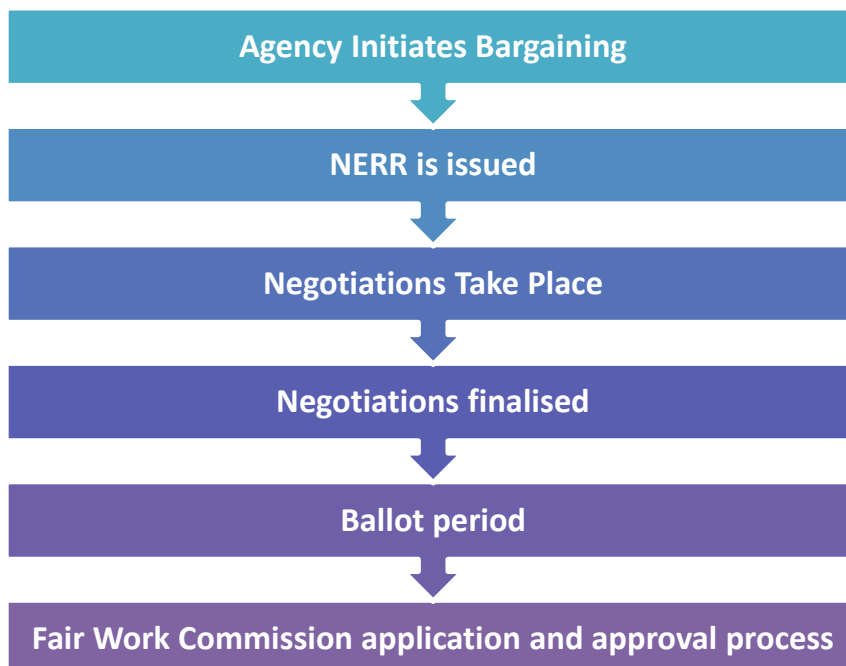 Agency Initiates Bargaining
NERR is issued
Negotiations Take Place
Negotiations finalised
Ballot period
Fair Work Commission application and approval process